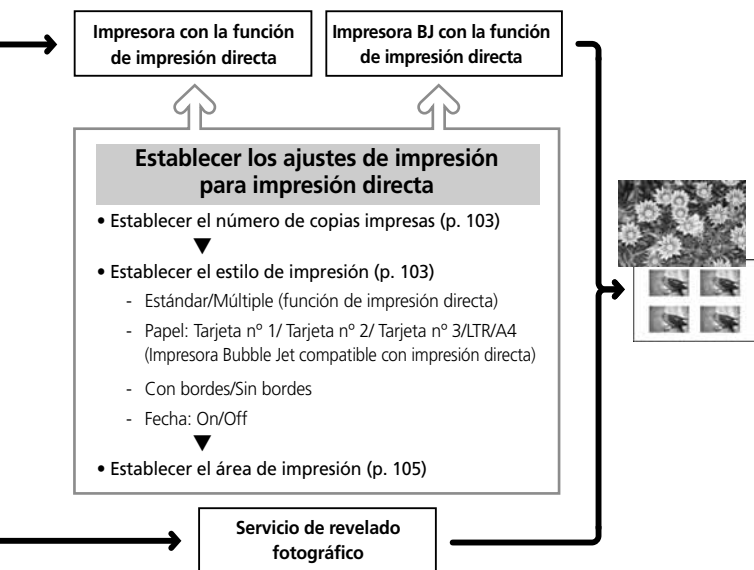 Impresora con la función
de impresión directa
Impresora BJ con la función
de impresión directa
Establecer los ajustes de impresión
para impresión directa
• Establecer el número de copias impresas (p. 103)
▼
• Establecer el estilo de impresión (p. 103)
- Estándar/Múltiple (función de impresión directa)
- Papel: Tarjeta nº 1/ Tarjeta nº 2/ Tarjeta nº 3/LTR/A4
(Impresora Bubble Jet compatible con impresión directa)
- Con bordes/Sin bordes
- Fecha: On/Off
▼
• Establecer el área de impresión (p. 105)
Servicio de revelado
fotográfico